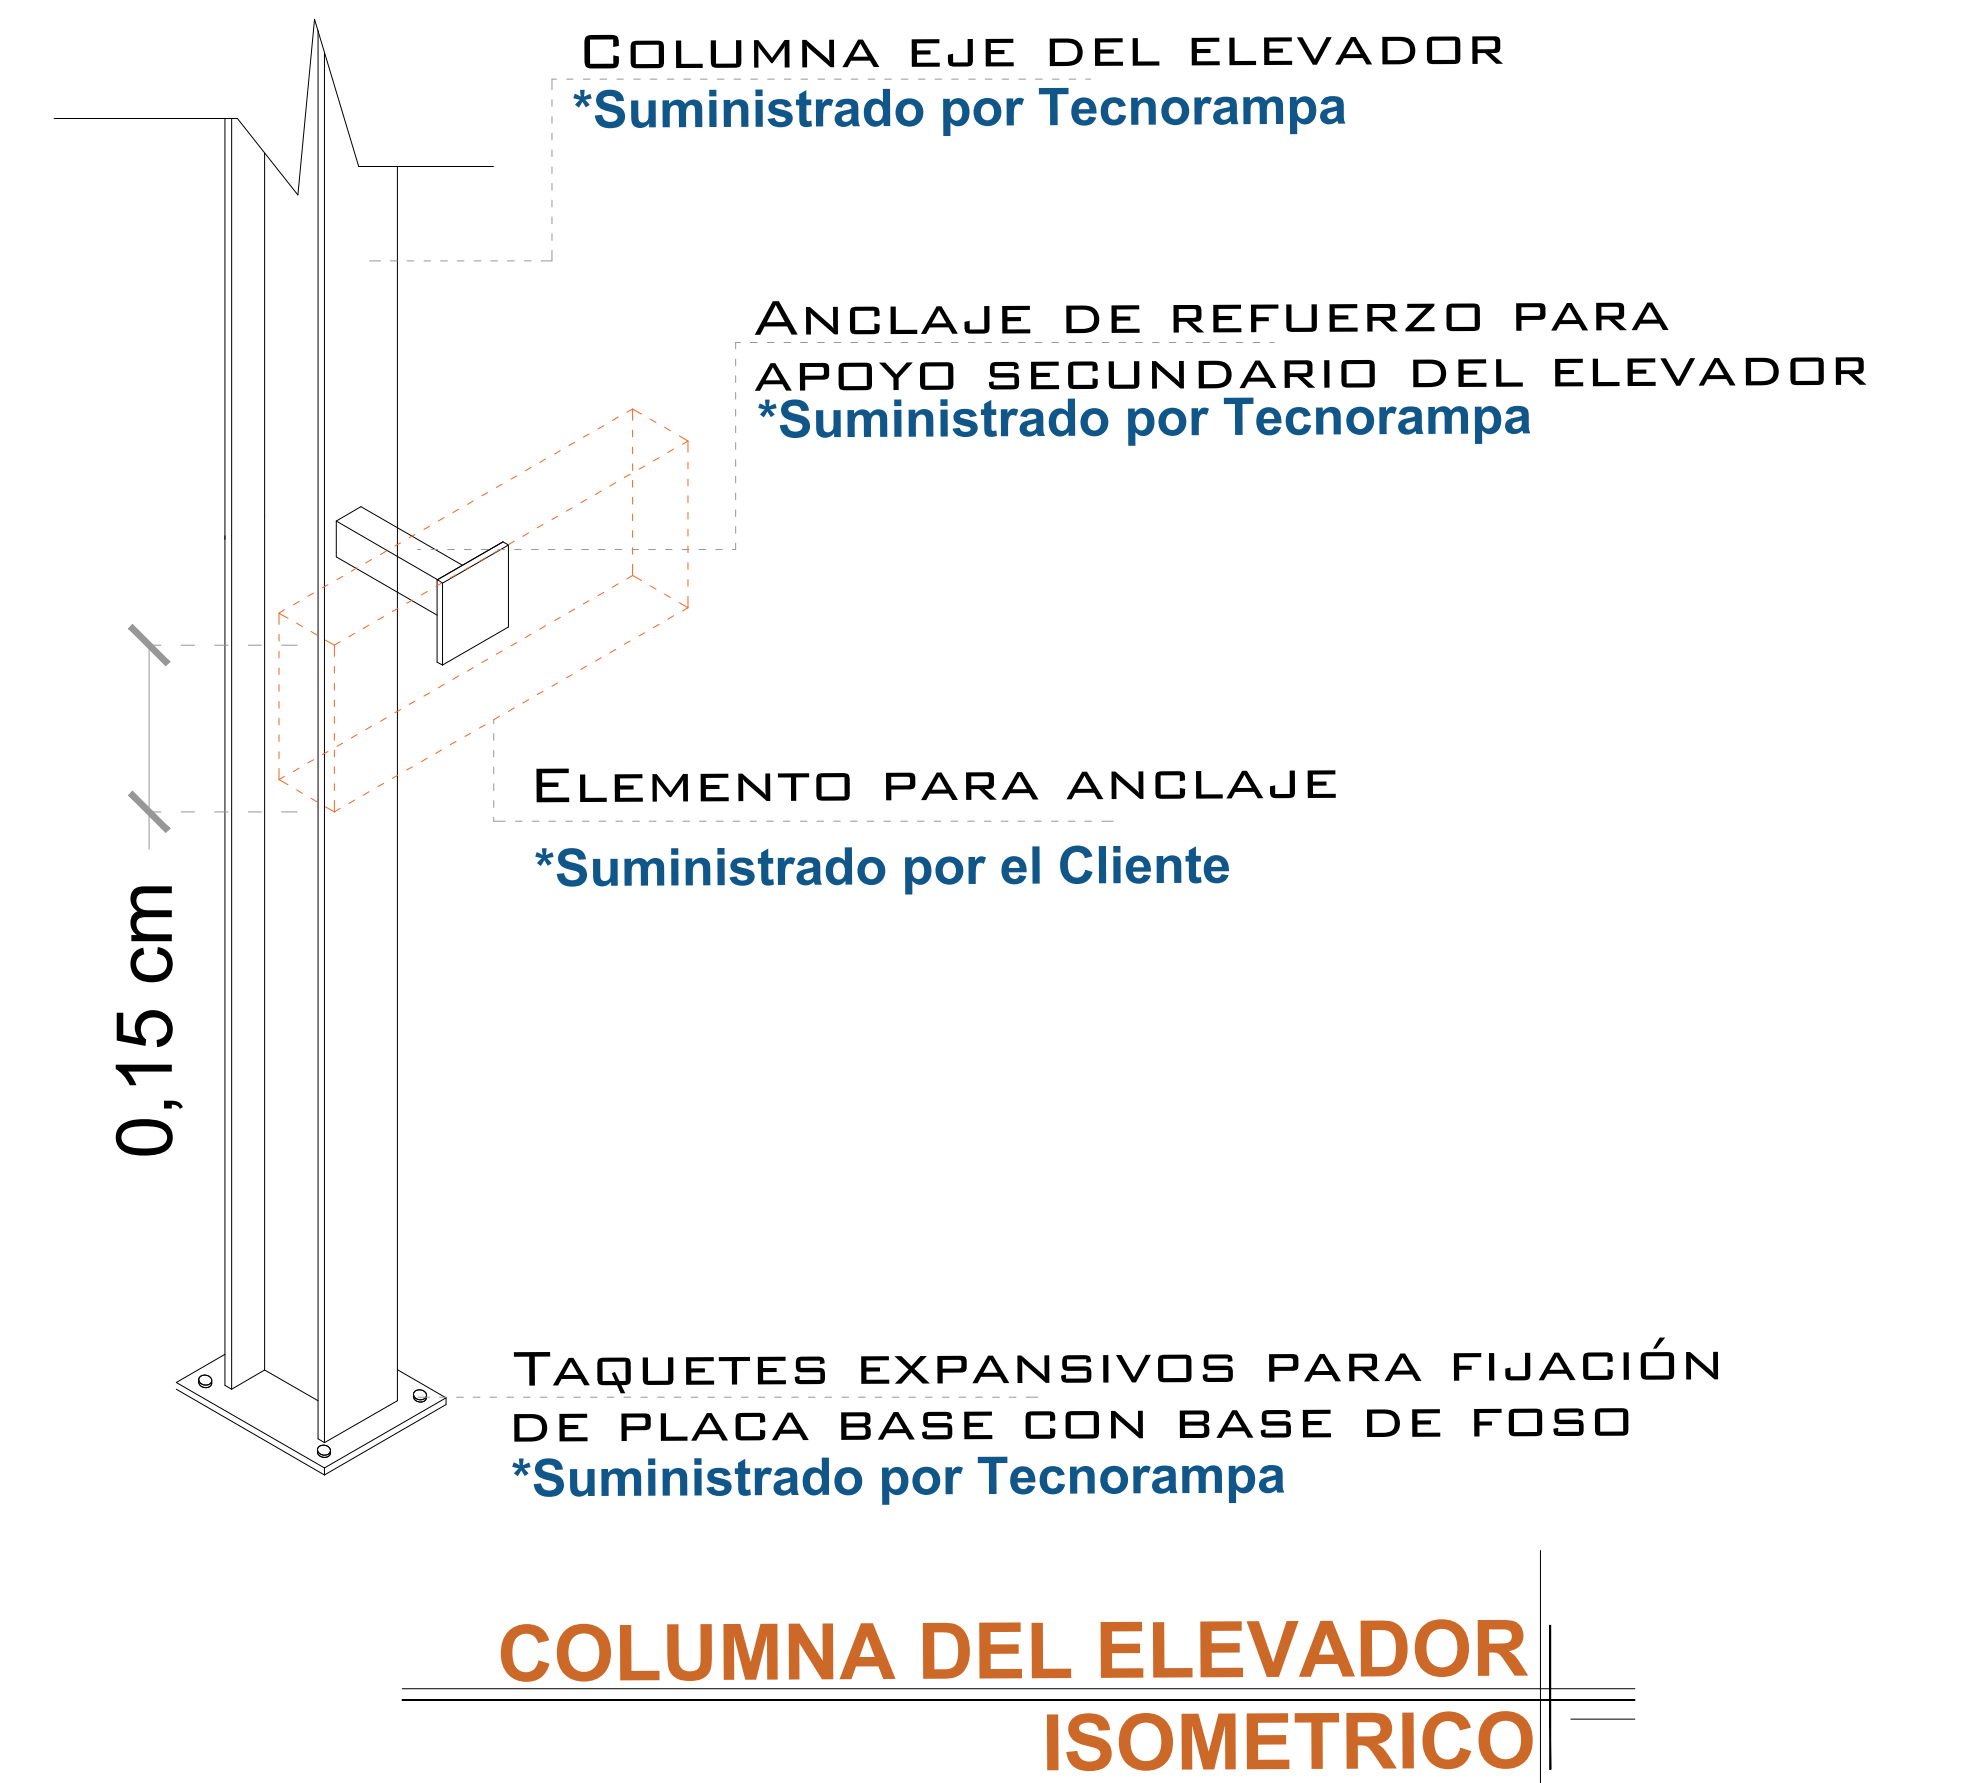 Columna eje del elevador
*Suministrado por Tecnorampa
Anclaje de refuerzo para
apoyo secundario del elevador
*Suministrado por Tecnorampa
Elemento para anclaje
*Suministrado por el Cliente
0,15 cm
Taquetes expansivos para fijación
de placa base con base de foso
*Suministrado por Tecnorampa
COLUMNA DEL ELEVADOR
ISOMETRICO